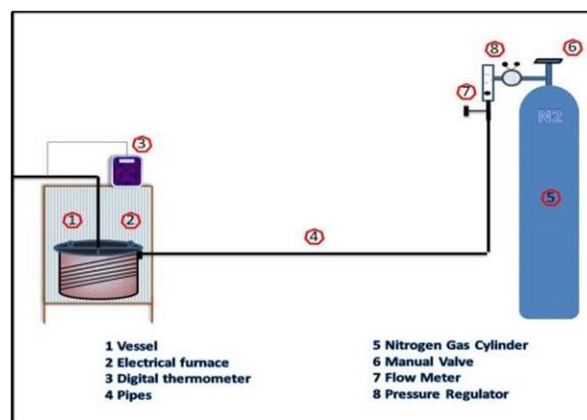 8
6
7
N2
3
1
2
5
4
1 Vessel
2 Electrical furnace
3 Digital thermometer
4 Pipes
5 Nitrogen Gas Cylinder
6 Manual Valve
7 Flow Meter
8 Pressure Regulator